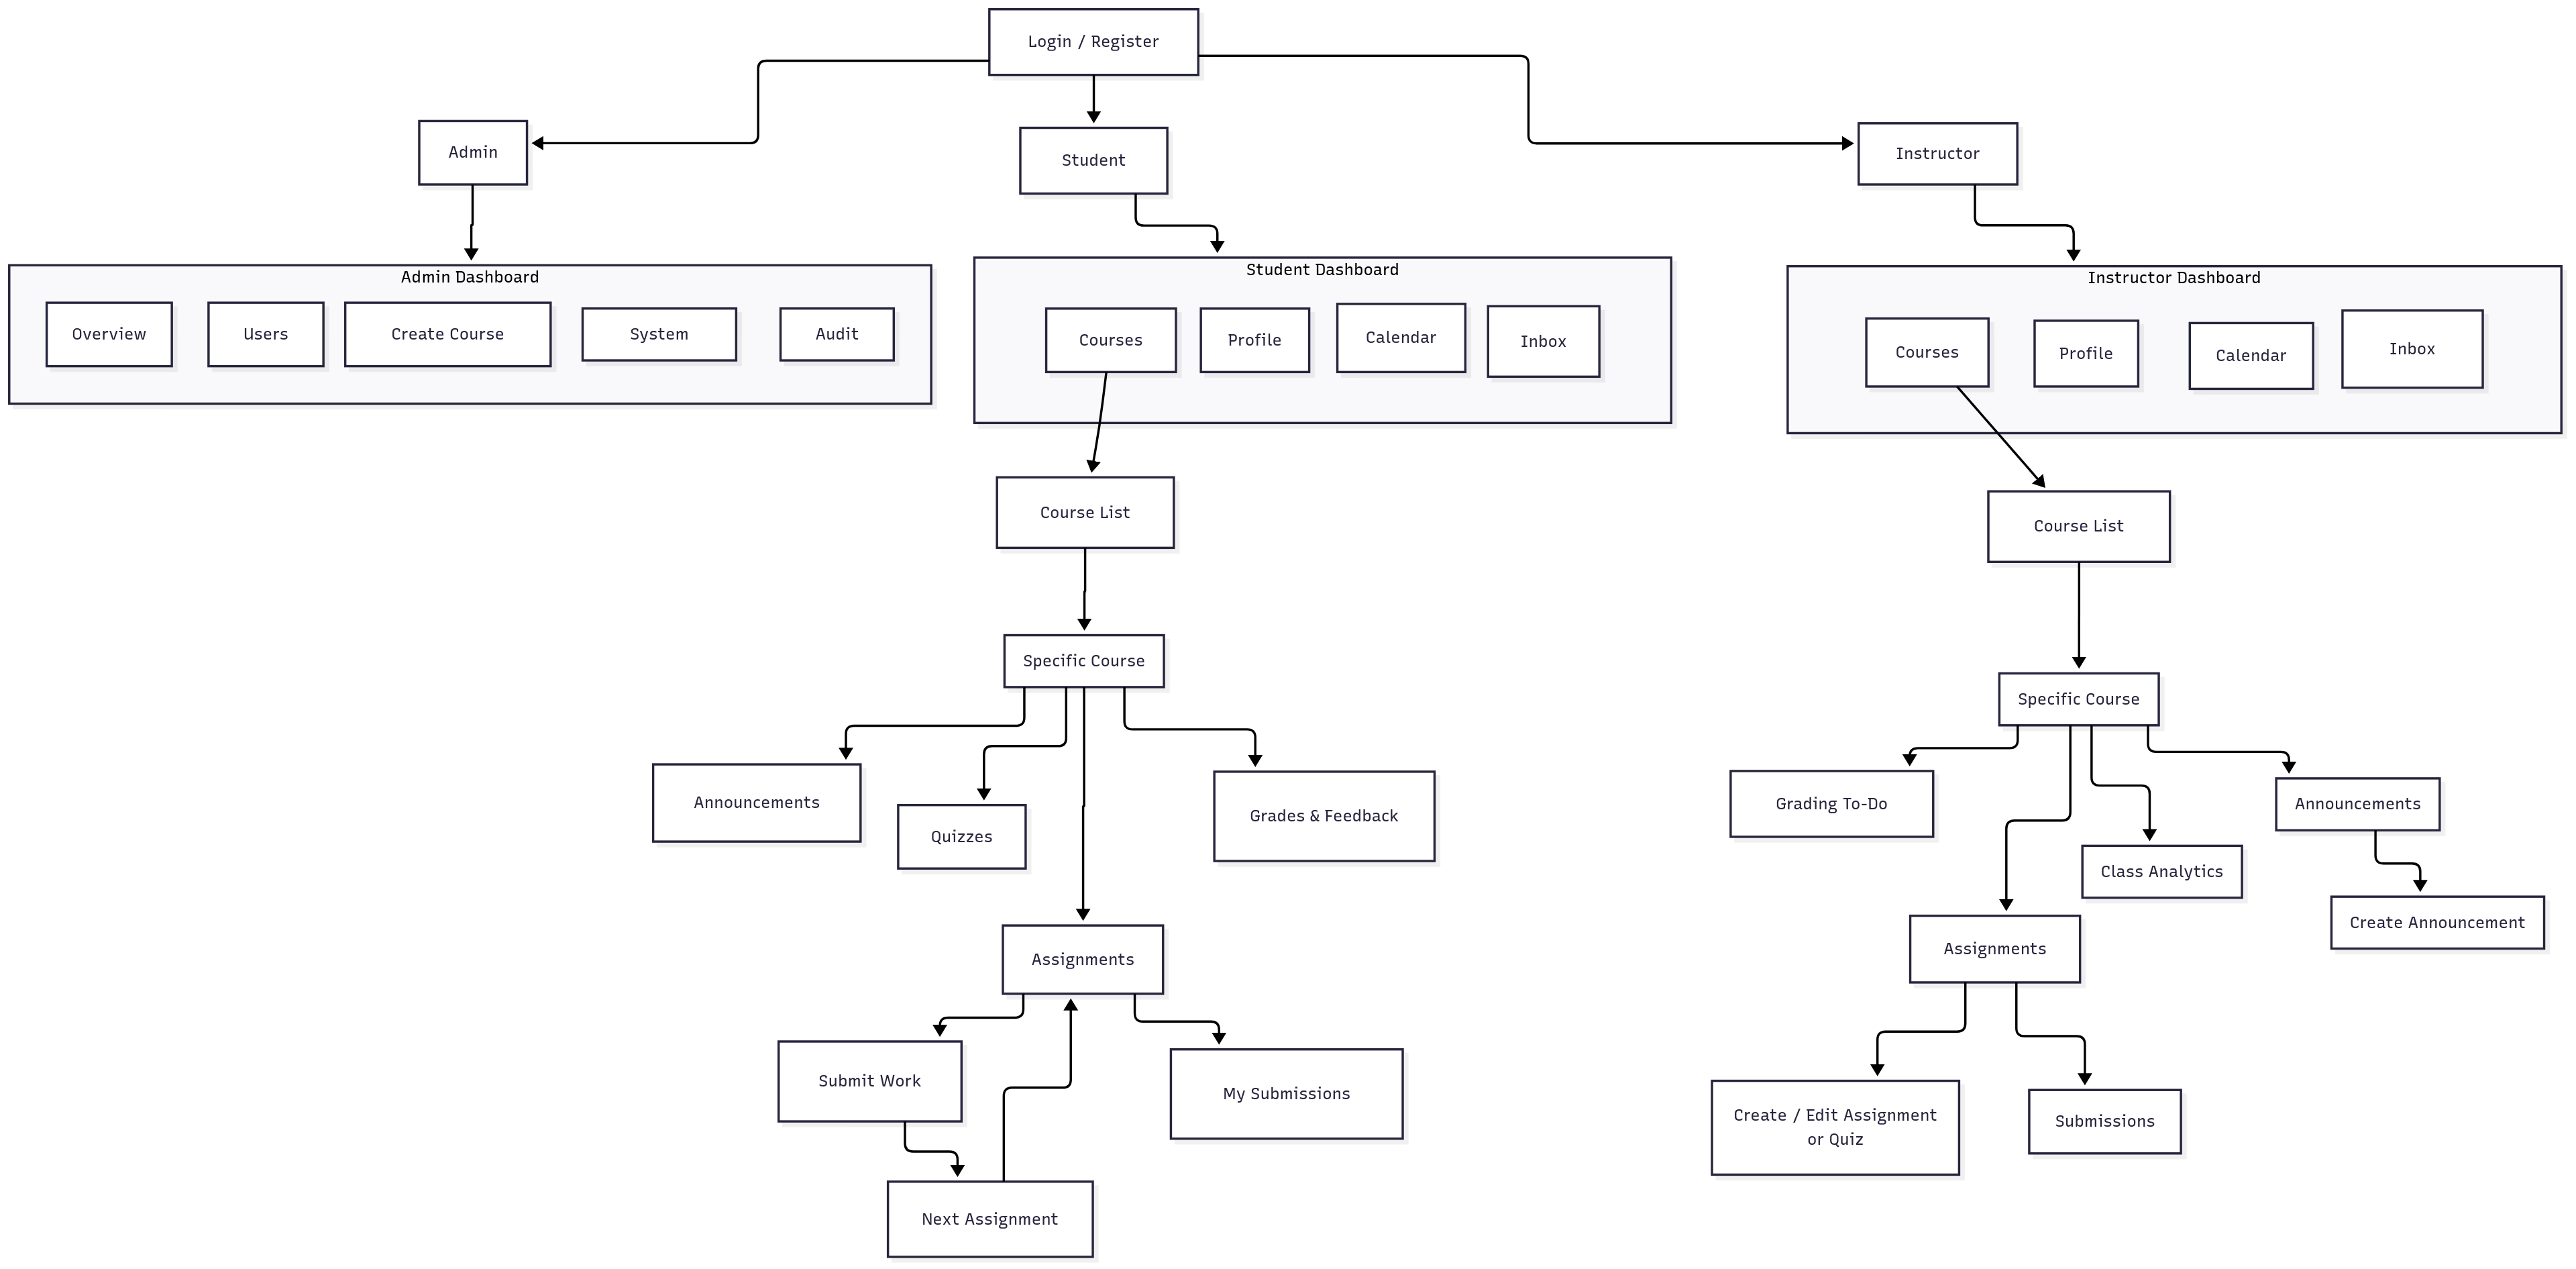 Login / Register
Admin
Student
Instructor
Admin Dashboard
Overview
Users
Create Course
System
Audit
Student Dashboard
Courses
Profile
Calendar
Inbox
Instructor Dashboard
Courses
Profile
Calendar
Inbox
Course List
Course List
Specific Course
Specific Course
Announcements
Quizzes
Grades & Feedback
Grading To-Do
Announcements
Class Analytics
Create Announcement
Assignments
Assignments
Submit Work
My Submissions
Create / Edit Assignment
or Quiz
Submissions
Next Assignment